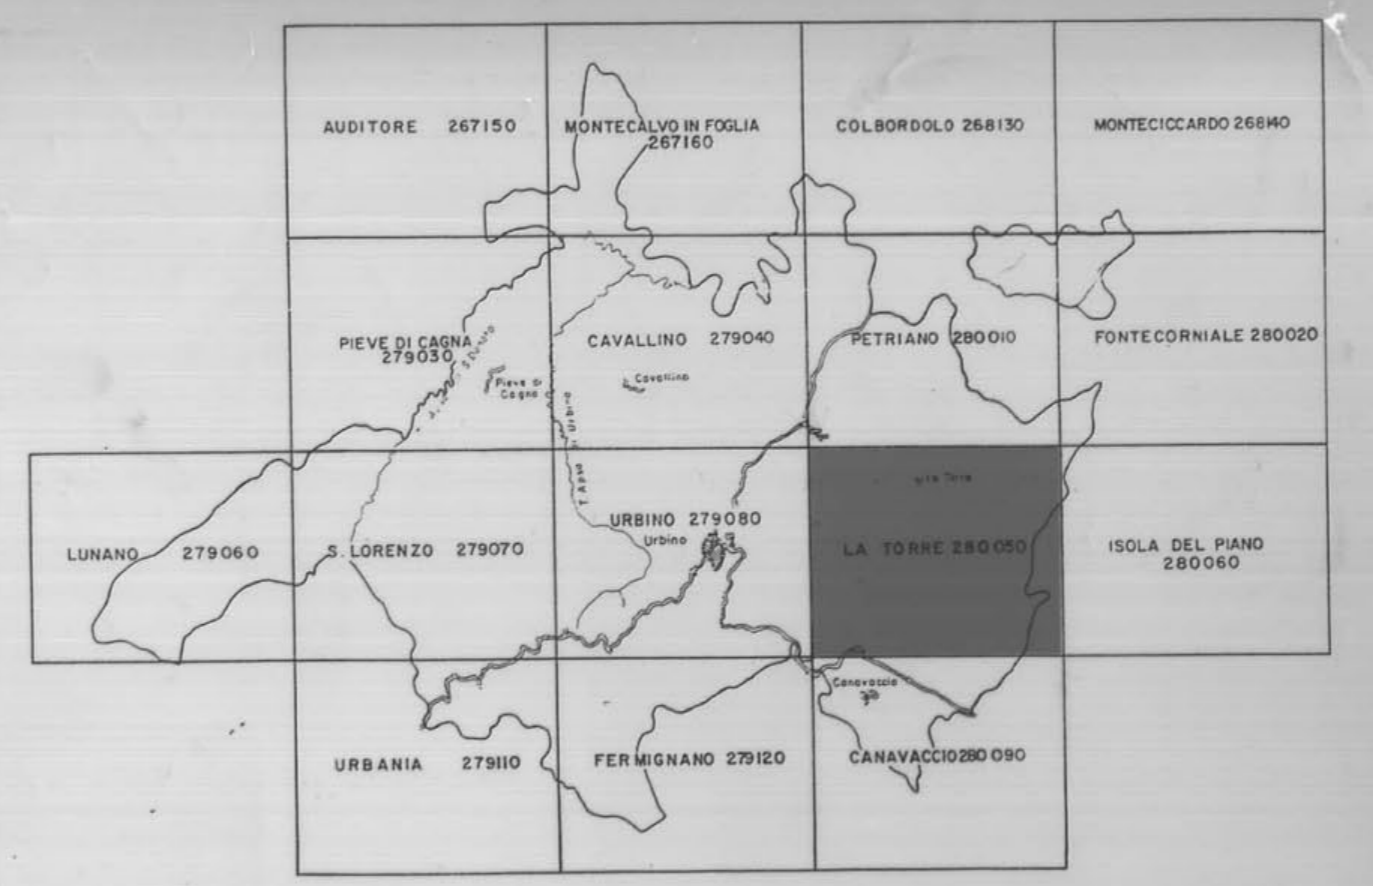 AUDITORE 267150
MONTECALVO IN FOGLIA
267160
COLBORDOLO 268130
MONTECICCARDO 268140
PIEVE DI CAGNA
279030
Pieve di
Cagna
CAVALLINO 279040
Cavallino
PETRIANO 280010
FONTECORNIALE 280020
LUNANO 279060
S. LORENZO 279070
URBINO 279080
Urbino
La Torre
LA TORRE 280050
ISOLA DEL PIANO
280060
URBANIA 279110
FERMIGNANO 279120
Canavaccio
CANAVACCIO 280090